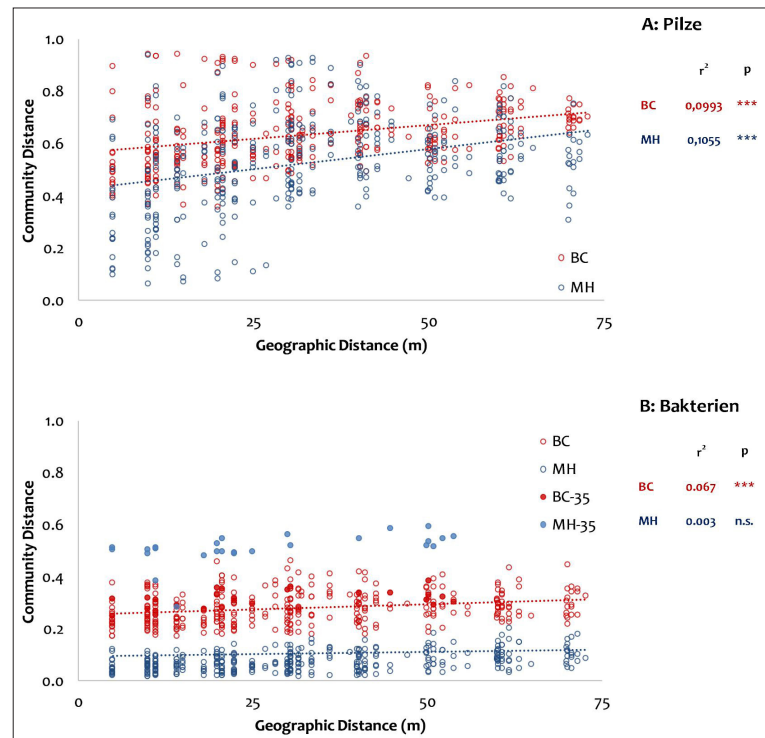 A: Pilze
r² p
BC 0,0993 ***
MH 0,1055 ***
Community Distance
1.0
0.8
0.6
0.4
0.2
0.0
BC
MH
0 25 50 75
Geographic Distance (m)
B: Bakterien
r² p
BC 0.067 ***
MH 0.003 n.s.
Community Distance
1.0
0.8
0.6
0.4
0.2
0.0
BC
MH
BC-35
MH-35
0 25 50 75
Geographic Distance (m)